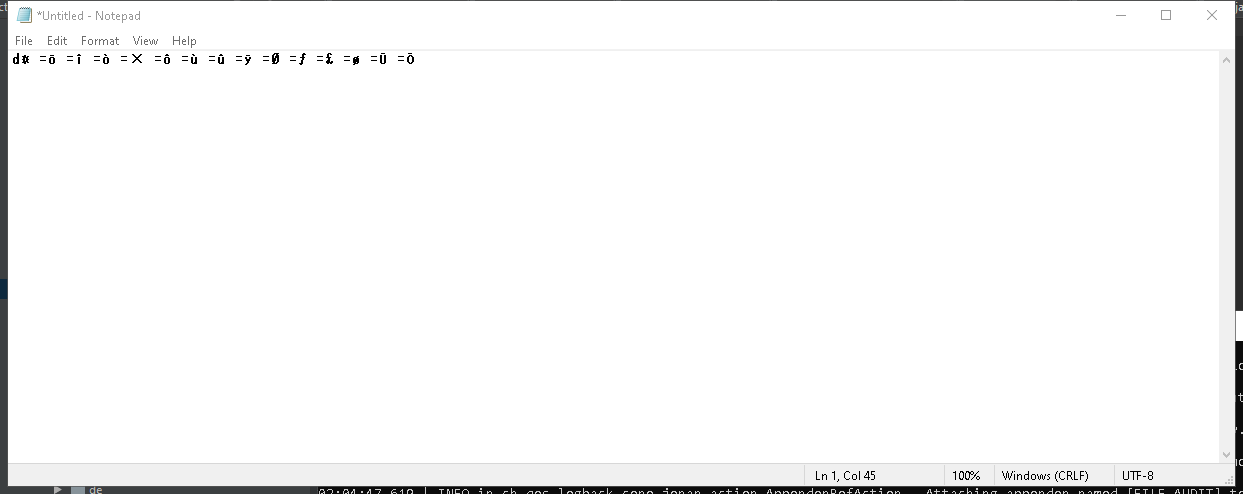 *Untitled - Notepad
File Edit Format View Help
=ö =î =ò =× =ô =ù =û =ÿ =Ø =ƒ =£ =ø =Ü =Ö
Ln 1, Col 45
100%
Windows (CRLF)
UTF-8
de
02:04:47,619 | INFO in ch.qos.logback.core.joran.action.AppenderRefAction - Attaching appender named [FILE_AUDIT] t